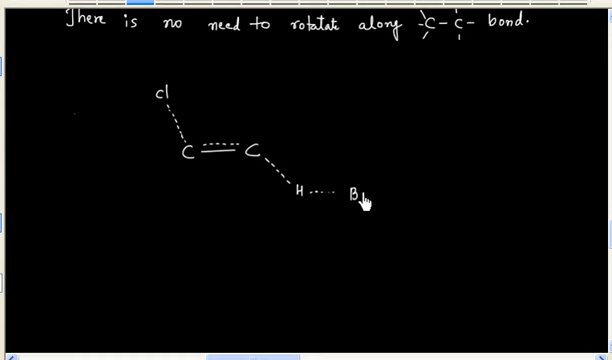 There is no need to rotatate along -C-C- bond.
Cl
C C
H B